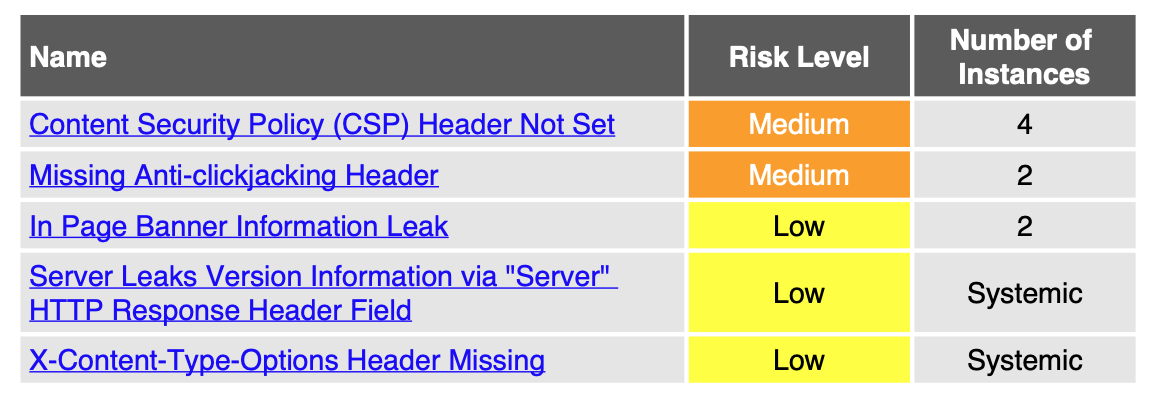 Name Risk Level Number of
Instances
Content Security Policy (CSP) Header Not Set Medium 4
Missing Anti-clickjacking Header Medium 2
In Page Banner Information Leak Low 2
Server Leaks Version Information via "Server"
HTTP Response Header Field Low Systemic
X-Content-Type-Options Header Missing Low Systemic